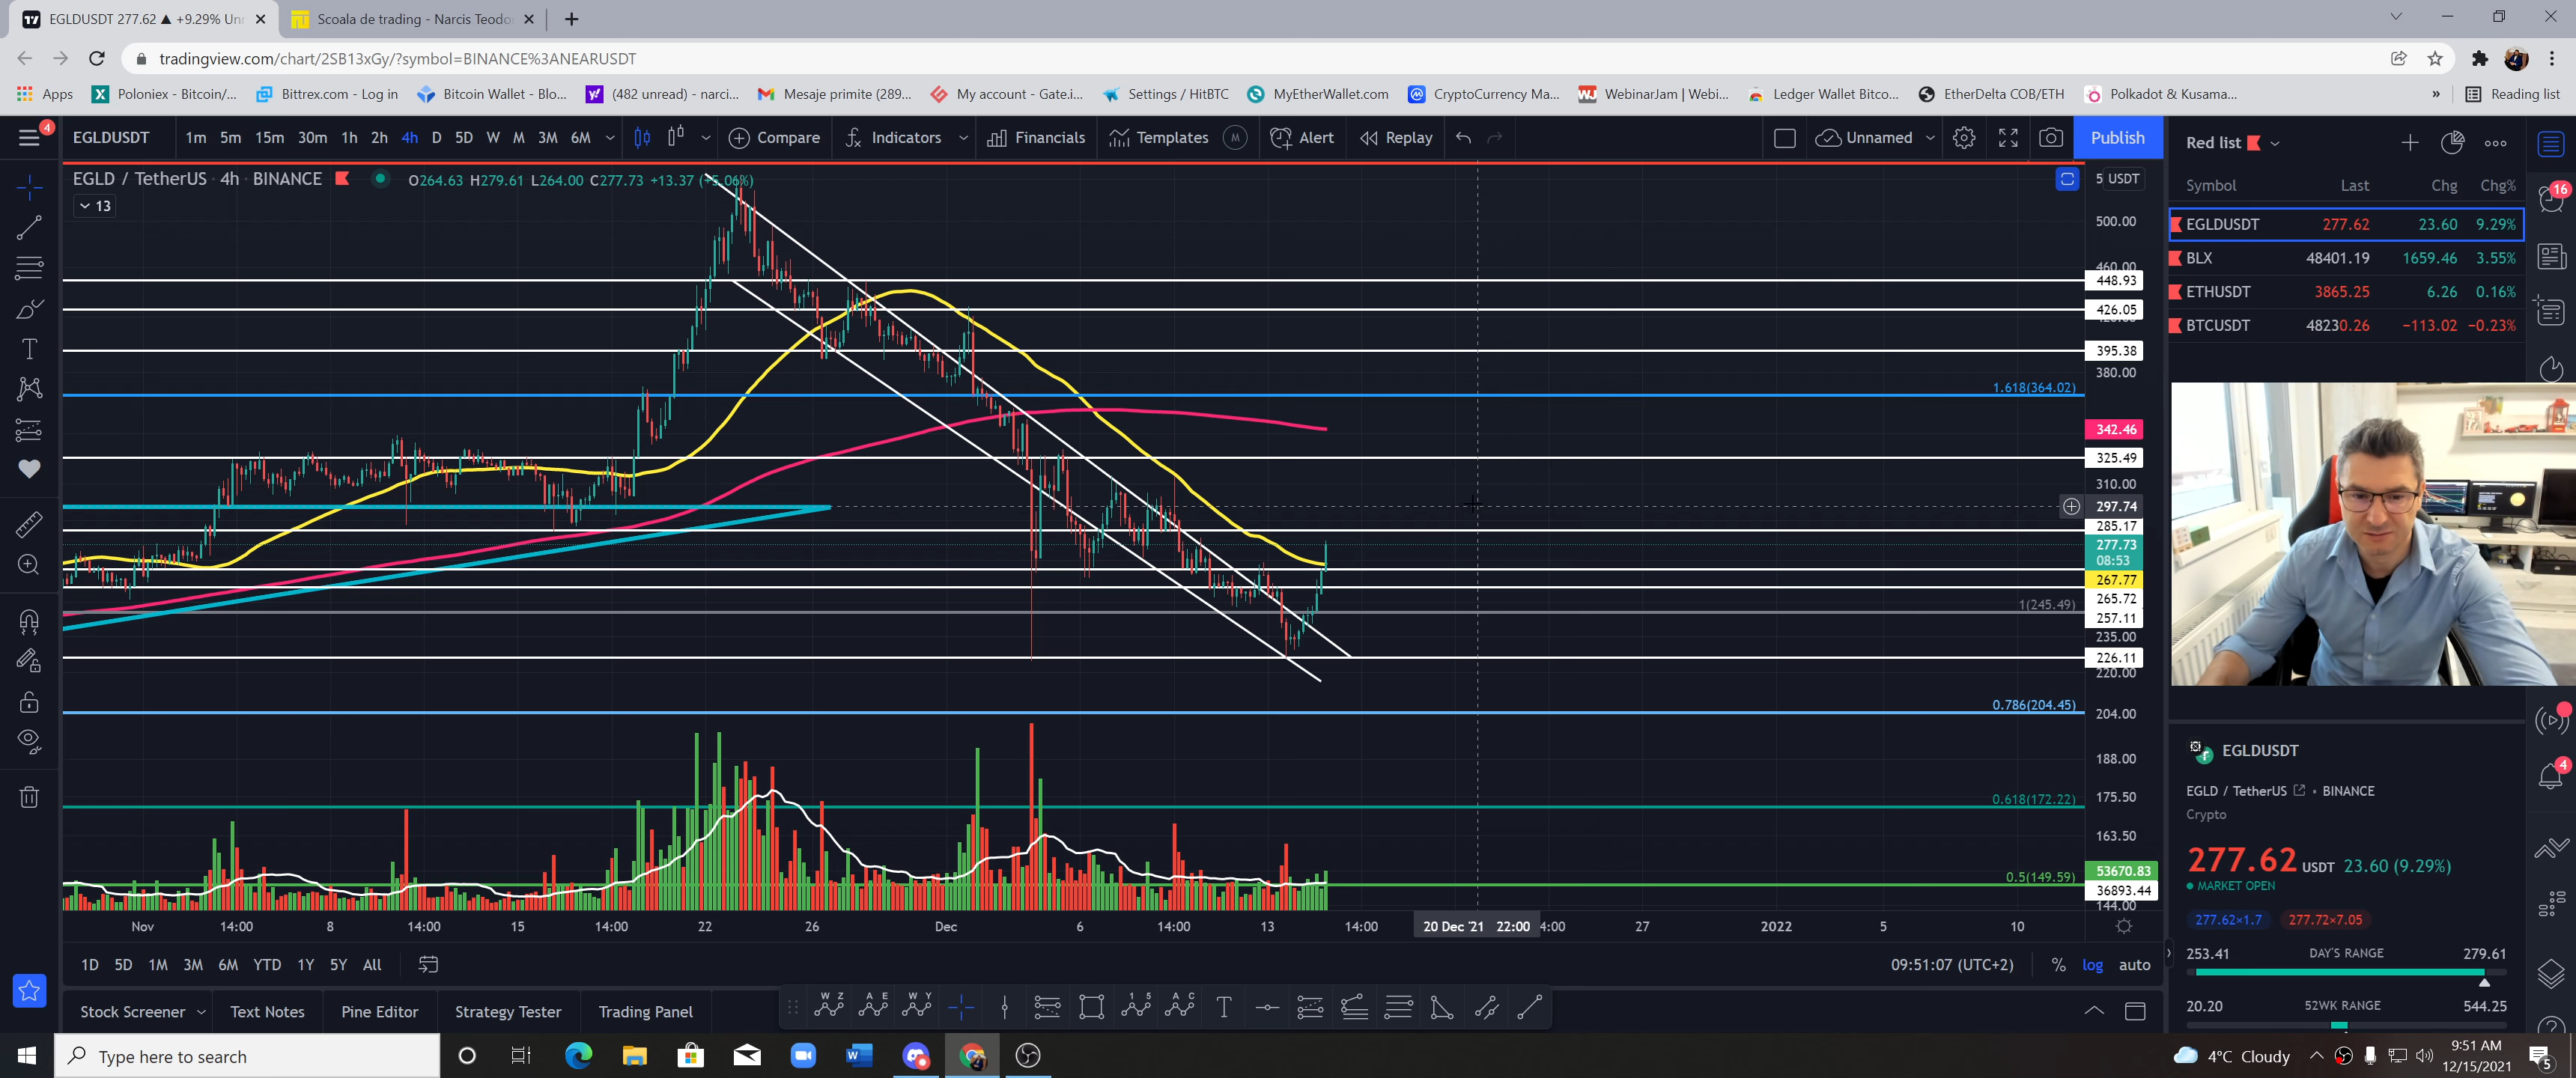 EGLDUSDT 277.62 ▲ +9.29% Un
Scoala de trading - Narcis Teodo
tradingview.com/chart/2SB13xGy/?symbol=BINANCE%3ANEARUSDT
Apps Poloniex - Bitcoin/... Bittrex.com - Log in Bitcoin Wallet - Blo... (482 unread) - narci... Mesaje primite (289... My account - Gate.i... Settings / HitBTC MyEtherWallet.com CryptoCurrency Ma... WebinarJam | Webi... Ledger Wallet Bitco... EtherDelta COB/ETH Polkadot & Kusama... » Reading list
4 EGLDUSDT 1m 5m 15m 30m 1h 2h 4h D 5D W M 3M 6M Compare Indicators Financials Templates M Alert Replay Unnamed Publish
EGLD / TetherUS · 4h · BINANCE O264.63 H279.61 L264.00 C277.73 +13.37 (+5.06%)
13
5 USDT
500.00
460.00
448.93
426.05
395.38
1.618(364.02)
380.00
342.46
325.49
310.00
297.74
285.17
277.73
08:53
267.77
265.72
1(245.49)
257.11
235.00
226.11
220.00
0.786(204.45)
204.00
188.00
0.618(172.22)
175.50
163.50
53670.83
0.5(149.59)
36893.44
144.00
Nov 14:00 8 14:00 15 14:00 22 26 Dec 6 14:00 13 14:00 20 Dec '21 22:00 4:00 27 2022 5 10
1D 5D 1M 3M 6M YTD 1Y 5Y All 09:51:07 (UTC+2) % log auto
Stock Screener Text Notes Pine Editor Strategy Tester Trading Panel
W Z A E W Y 1 5 A C T
Red list
Symbol Last Chg Chg%
EGLDUSDT 277.62 23.60 9.29%
BLX 48401.19 1659.46 3.55%
ETHUSDT 3865.25 6.26 0.16%
BTCUSDT 48230.26 −113.02 −0.23%
16
EGLDUSDT
4
EGLD / TetherUS • BINANCE
Crypto
277.62 USDT 23.60 (9.29%)
MARKET OPEN
277.62×1.7 277.72×7.05
253.41 DAY'S RANGE 279.61
20.20 52WK RANGE 544.25
Type here to search
4°C Cloudy
9:51 AM
12/15/2021
5